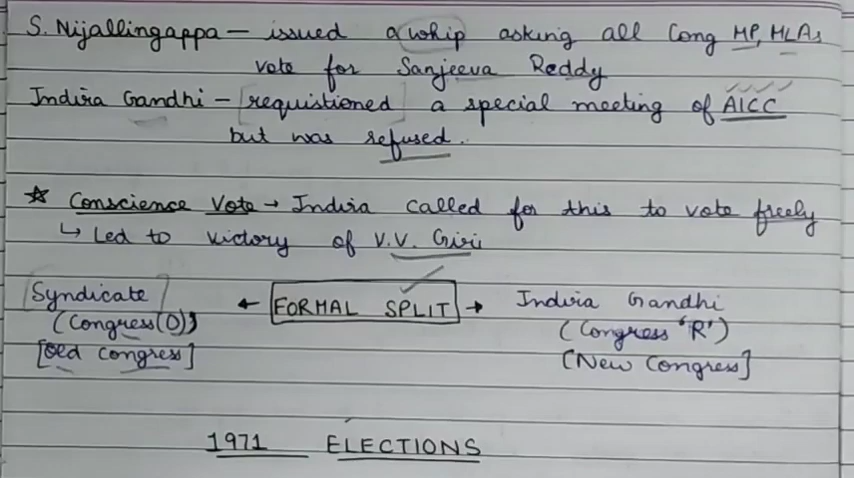 S. Nijallingappa – issued a whip asking all Cong MP, MLAs
vote for Sanjeeva Reddy
Indira Gandhi – [requistioned] a special meeting of AICC
but was refused.
☆ Conscience Vote → Indira called for this to vote freely
↳ Led to victory of V.V. Giri
[Syndicate] ← FORMAL SPLIT → Indira Gandhi
(Congress(O)) (Congress 'R')
[Old Congress] [New Congress]
1971 ELECTIONS